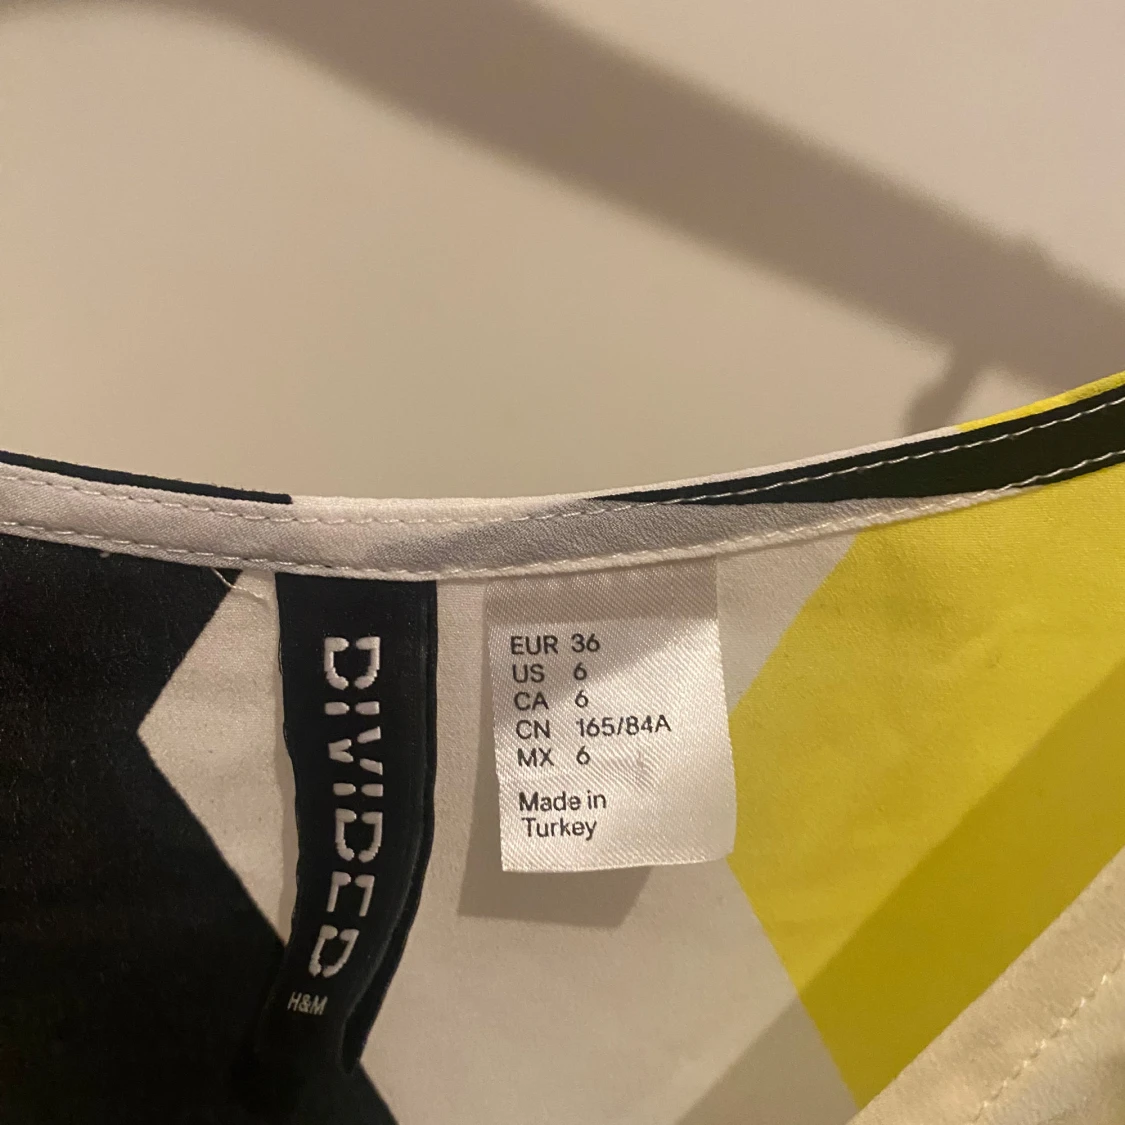 DIVIDED
H&M
EUR 36
US 6
CA 6
CN 165/84A
MX 6
Made in
Turkey